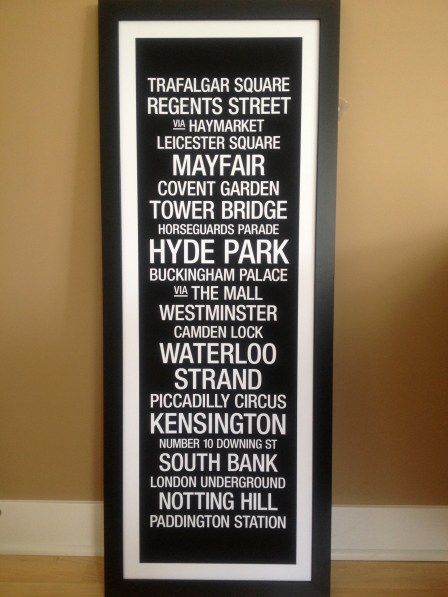 TRAFALGAR SQUARE
REGENTS STREET
VIA HAYMARKET
LEICESTER SQUARE
MAYFAIR
COVENT GARDEN
TOWER BRIDGE
HORSEGUARDS PARADE
HYDE PARK
BUCKINGHAM PALACE
VIA THE MALL
WESTMINSTER
CAMDEN LOCK
WATERLOO
STRAND
PICCADILLY CIRCUS
KENSINGTON
NUMBER 10 DOWNING ST
SOUTH BANK
LONDON UNDERGROUND
NOTTING HILL
PADDINGTON STATION